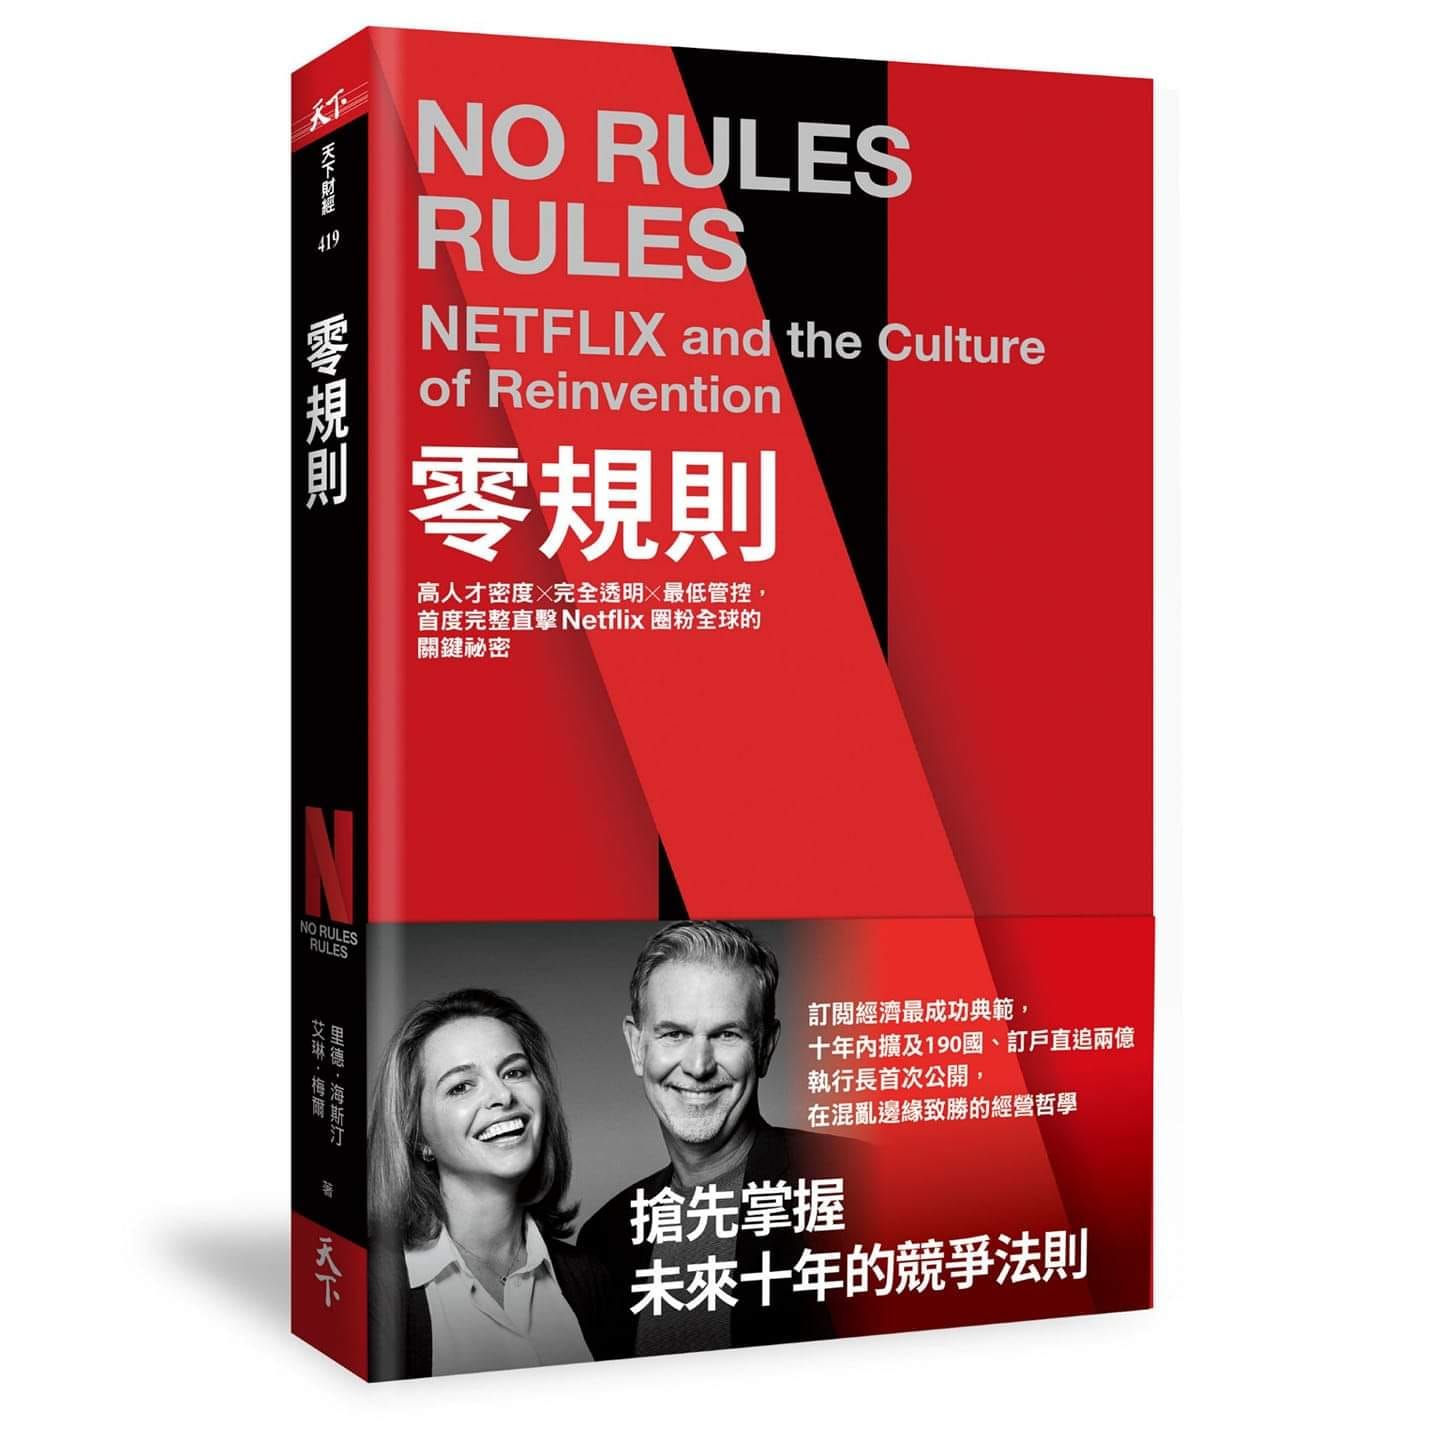 NO RULES
RULES
NETFLIX and the Culture
of Reinvention
零規則
高人才密度×完全透明×最低管控，
首度完整直擊Netflix圈粉全球的
關鍵祕密
訂閱經濟最成功典範，
十年內擴及190國、訂戶直追兩億
執行長首次公開，
在混亂邊緣致勝的經營哲學
搶先掌握
未來十年的競爭法則
天下
天下財經
419
零規則
N
NO RULES
RULES
里德・海斯汀
艾琳・梅爾
著
天下